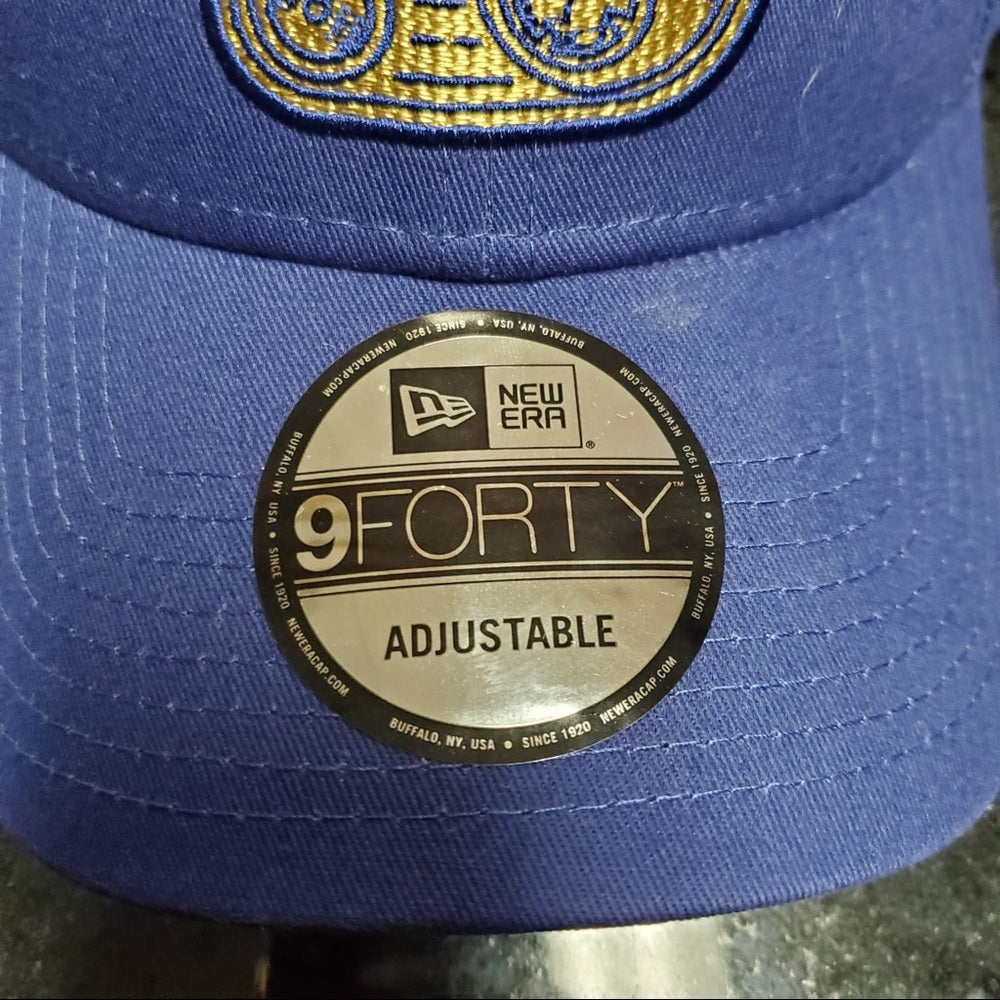 BUFFALO, NY, USA • SINCE 1920 NEWERACAP.COM
NEW
ERA®
9FORTY™
ADJUSTABLE
BUFFALO, NY, USA • SINCE 1920 NEWERACAP.COM
BUFFALO, NY, USA • SINCE 1920 NEWERACAP.COM
BUFFALO, NY, USA • SINCE 1920 NEWERACAP.COM